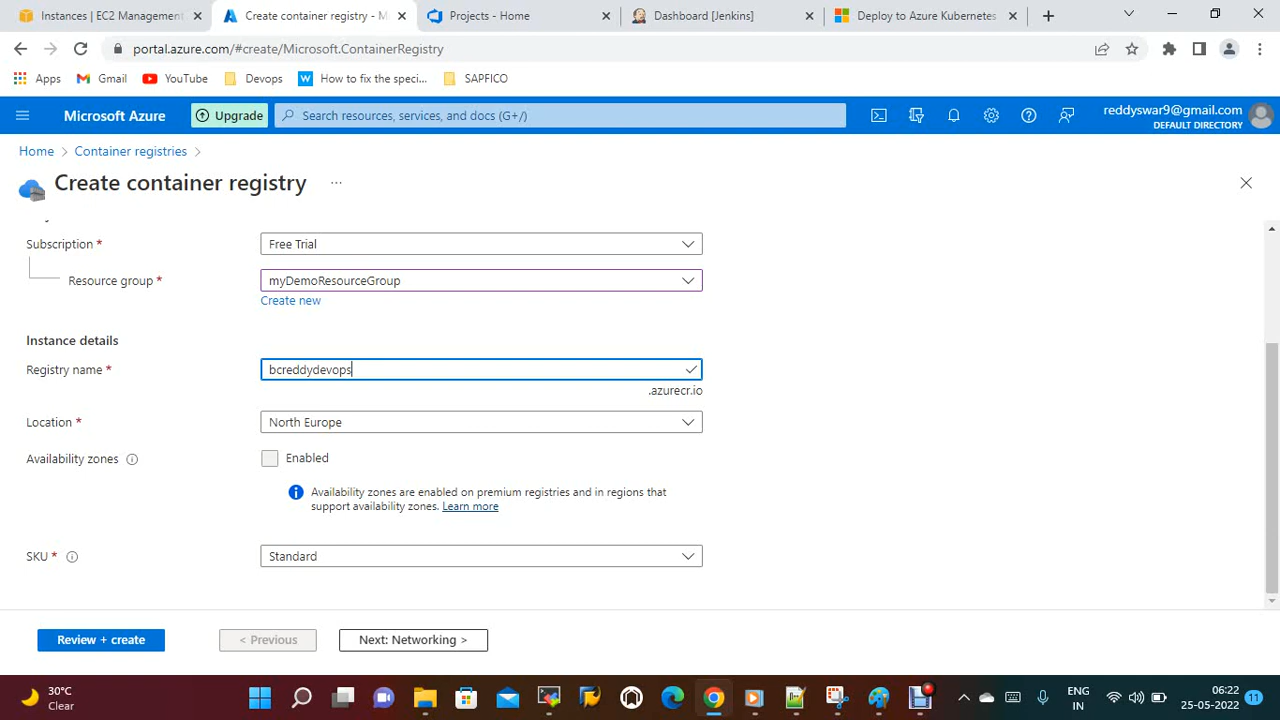 Instances | EC2 Management
Create container registry - M
Projects - Home
Dashboard [Jenkins]
Deploy to Azure Kubernetes
portal.azure.com/#create/Microsoft.ContainerRegistry
Apps
Gmail
YouTube
Devops
How to fix the speci...
SAPFICO
Microsoft Azure
Upgrade
Search resources, services, and docs (G+/)
reddyswar9@gmail.com
DEFAULT DIRECTORY
Home > Container registries >
Create container registry ...
Subscription *
Free Trial
Resource group *
myDemoResourceGroup
Create new
Instance details
Registry name *
bcreddydevops
.azurecr.io
Location *
North Europe
Availability zones
Enabled
Availability zones are enabled on premium registries and in regions that
support availability zones. Learn more
SKU *
Standard
Review + create
< Previous
Next: Networking >
30°C
Clear
ENG
IN
06:22
25-05-2022
11